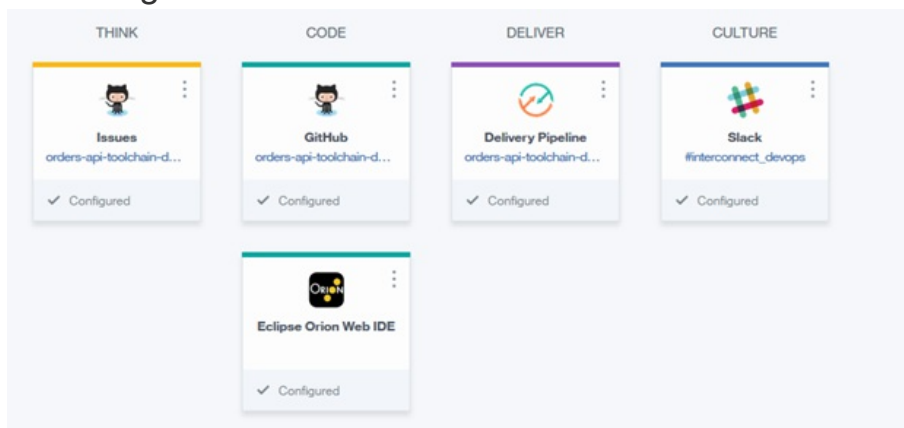 THINK
CODE
DELIVER
CULTURE
Issues
orders-api-toolchain-d...
Configured
GitHub
orders-api-toolchain-d...
Configured
Delivery Pipeline
orders-api-toolchain-d...
Configured
Slack
#interconnect_devops
Configured
ORION
Eclipse Orion Web IDE
Configured